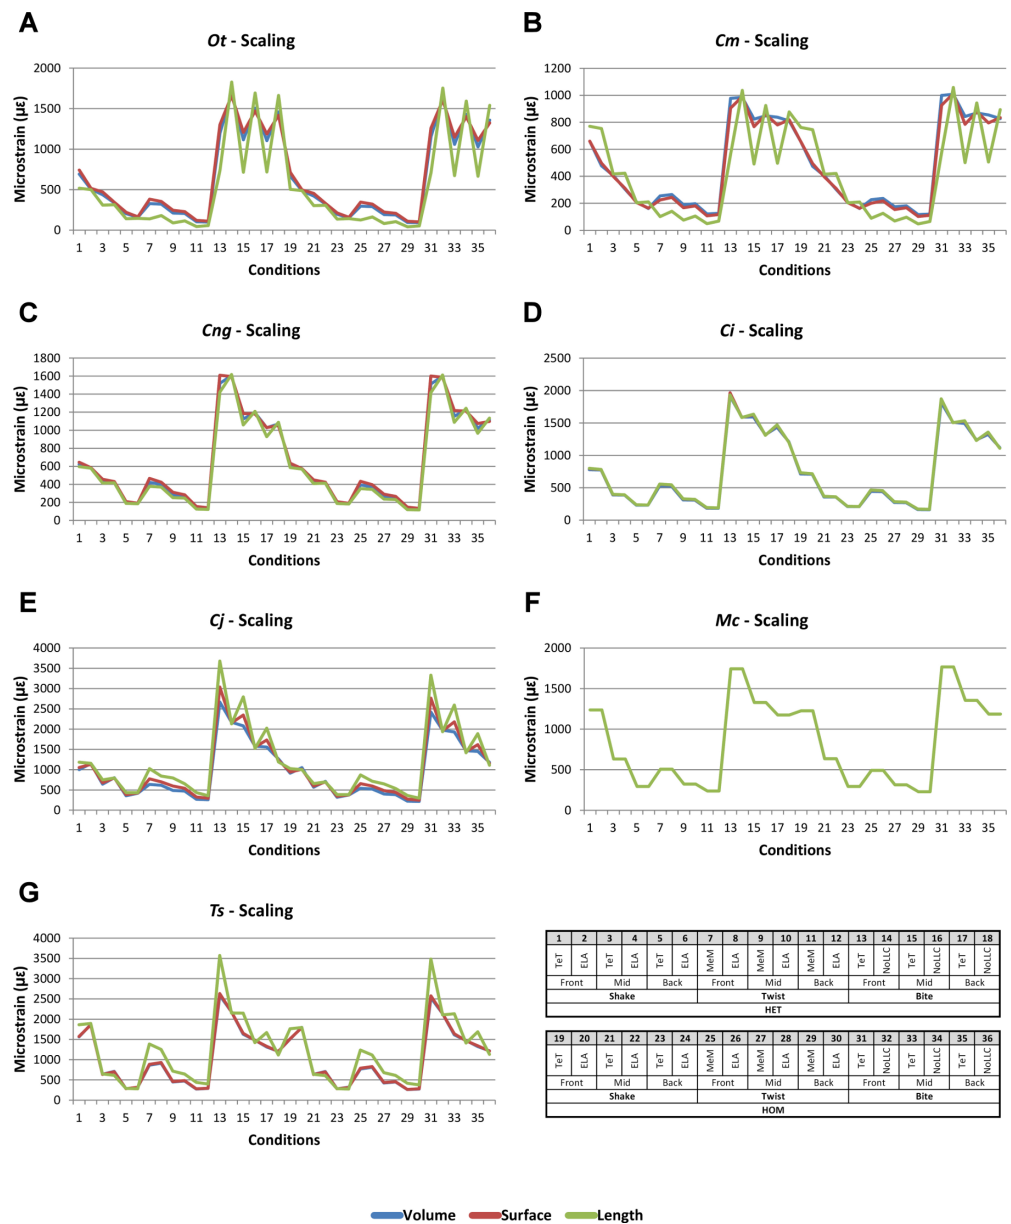 A
Ot - Scaling
Microstrain (με)
2000
1500
1000
500
0
1 3 5 7 9 11 13 15 17 19 21 23 25 27 29 31 33 35
Conditions
B
Cm - Scaling
Microstrain (με)
1200
1000
800
600
400
200
0
1 3 5 7 9 11 13 15 17 19 21 23 25 27 29 31 33 35
Conditions
C
Cng - Scaling
Microstrain (με)
1800
1600
1400
1200
1000
800
600
400
200
0
1 3 5 7 9 11 13 15 17 19 21 23 25 27 29 31 33 35
Conditions
D
Ci - Scaling
Microstrain (με)
2500
2000
1500
1000
500
0
1 3 5 7 9 11 13 15 17 19 21 23 25 27 29 31 33 35
Conditions
E
Cj - Scaling
Microstrain (με)
4000
3500
3000
2500
2000
1500
1000
500
0
1 3 5 7 9 11 13 15 17 19 21 23 25 27 29 31 33 35
Conditions
F
Mc - Scaling
Microstrain (με)
2000
1500
1000
500
0
1 3 5 7 9 11 13 15 17 19 21 23 25 27 29 31 33 35
Conditions
G
Ts - Scaling
Microstrain (με)
4000
3500
3000
2500
2000
1500
1000
500
0
1 3 5 7 9 11 13 15 17 19 21 23 25 27 29 31 33 35
Conditions
1 2 3 4 5 6 7 8 9 10 11 12 13 14 15 16 17 18
TeT ELA TeT ELA TeT ELA MeM ELA MeM ELA MeM ELA TeT NoLLC TeT NoLLC TeT NoLLC
Front Mid Back Front Mid Back Front Mid Back
Shake Twist Bite
HET
19 20 21 22 23 24 25 26 27 28 29 30 31 32 33 34 35 36
TeT ELA TeT ELA TeT ELA MeM ELA MeM ELA MeM ELA TeT NoLLC TeT NoLLC TeT NoLLC
Front Mid Back Front Mid Back Front Mid Back
Shake Twist Bite
HOM
Volume Surface Length